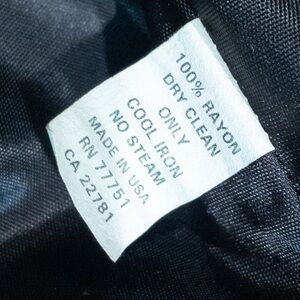 100% RAYON
DRY CLEAN
ONLY
COOL IRON
NO STEAM
MADE IN USA
RN 77751
CA 22781